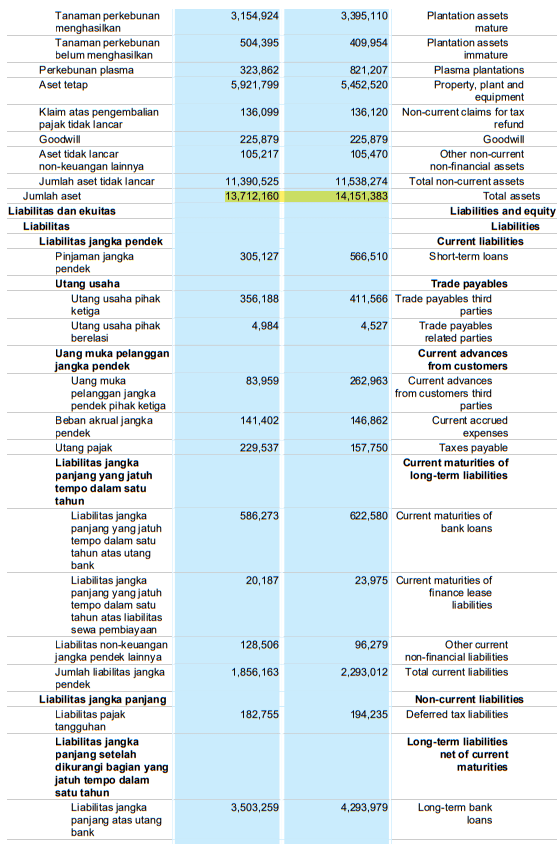 Tanaman perkebunan 3,154,924 3,395,110 Plantation assets
menghasilkan mature
Tanaman perkebunan 504,395 409,954 Plantation assets
belum menghasilkan immature
Perkebunan plasma 323,862 821,207 Plasma plantations
Aset tetap 5,921,799 5,452,520 Property, plant and
equipment
Klaim atas pengembalian 136,099 136,120 Non-current claims for tax
pajak tidak lancar refund
Goodwill 225,879 225,879 Goodwill
Aset tidak lancar 105,217 105,470 Other non-current
non-keuangan lainnya non-financial assets
Jumlah aset tidak lancar 11,390,525 11,538,274 Total non-current assets
Jumlah aset 13,712,160 14,151,383 Total assets
Liabilitas dan ekuitas Liabilities and equity
Liabilitas Liabilities
Liabilitas jangka pendek Current liabilities
Pinjaman jangka 305,127 566,510 Short-term loans
pendek
Utang usaha Trade payables
Utang usaha pihak 356,188 411,566 Trade payables third
ketiga parties
Utang usaha pihak 4,984 4,527 Trade payables
berelasi related parties
Uang muka pelanggan Current advances
jangka pendek from customers
Uang muka 83,959 262,963 Current advances
pelanggan jangka from customers third
pendek pihak ketiga parties
Beban akrual jangka 141,402 146,862 Current accrued
pendek expenses
Utang pajak 229,537 157,750 Taxes payable
Liabilitas jangka Current maturities of
panjang yang jatuh long-term liabilities
tempo dalam satu
tahun
Liabilitas jangka 586,273 622,580 Current maturities of
panjang yang jatuh bank loans
tempo dalam satu
tahun atas utang
bank
Liabilitas jangka 20,187 23,975 Current maturities of
panjang yang jatuh finance lease
tempo dalam satu liabilities
tahun atas liabilitas
sewa pembiayaan
Liabilitas non-keuangan 128,506 96,279 Other current
jangka pendek lainnya non-financial liabilities
Jumlah liabilitas jangka 1,856,163 2,293,012 Total current liabilities
pendek
Liabilitas jangka panjang Non-current liabilities
Liabilitas pajak 182,755 194,235 Deferred tax liabilities
tangguhan
Liabilitas jangka Long-term liabilities
panjang setelah net of current
dikurangi bagian yang maturities
jatuh tempo dalam
satu tahun
Liabilitas jangka 3,503,259 4,293,979 Long-term bank
panjang atas utang loans
bank